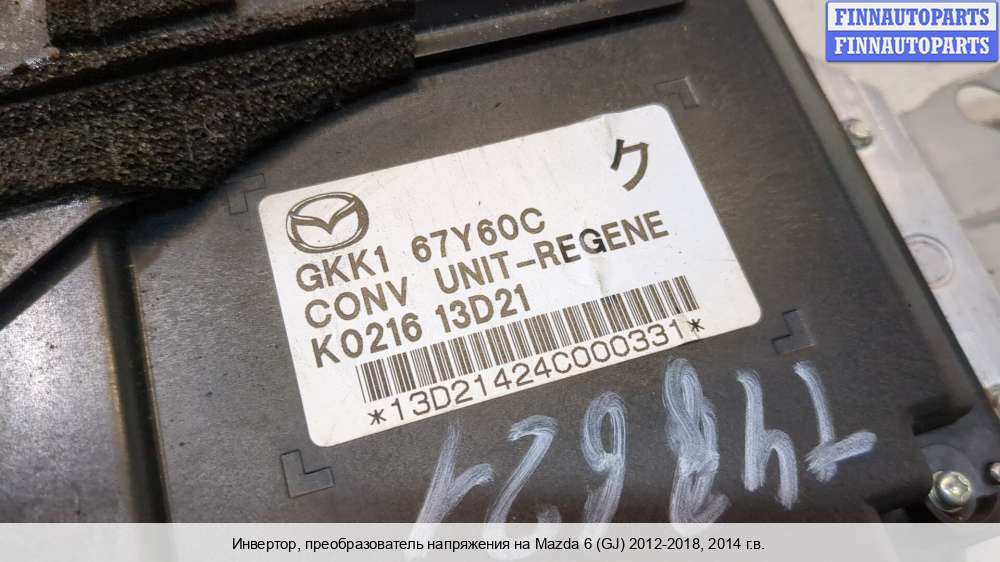 FINNAUTOPARTS
FINNAUTOPARTS
ク
GKK1 67Y60C
CONV UNIT-REGENE
K0216 13D21
*13D21424C000331*
Инвертор, преобразователь напряжения на Mazda 6 (GJ) 2012-2018, 2014 г.в.